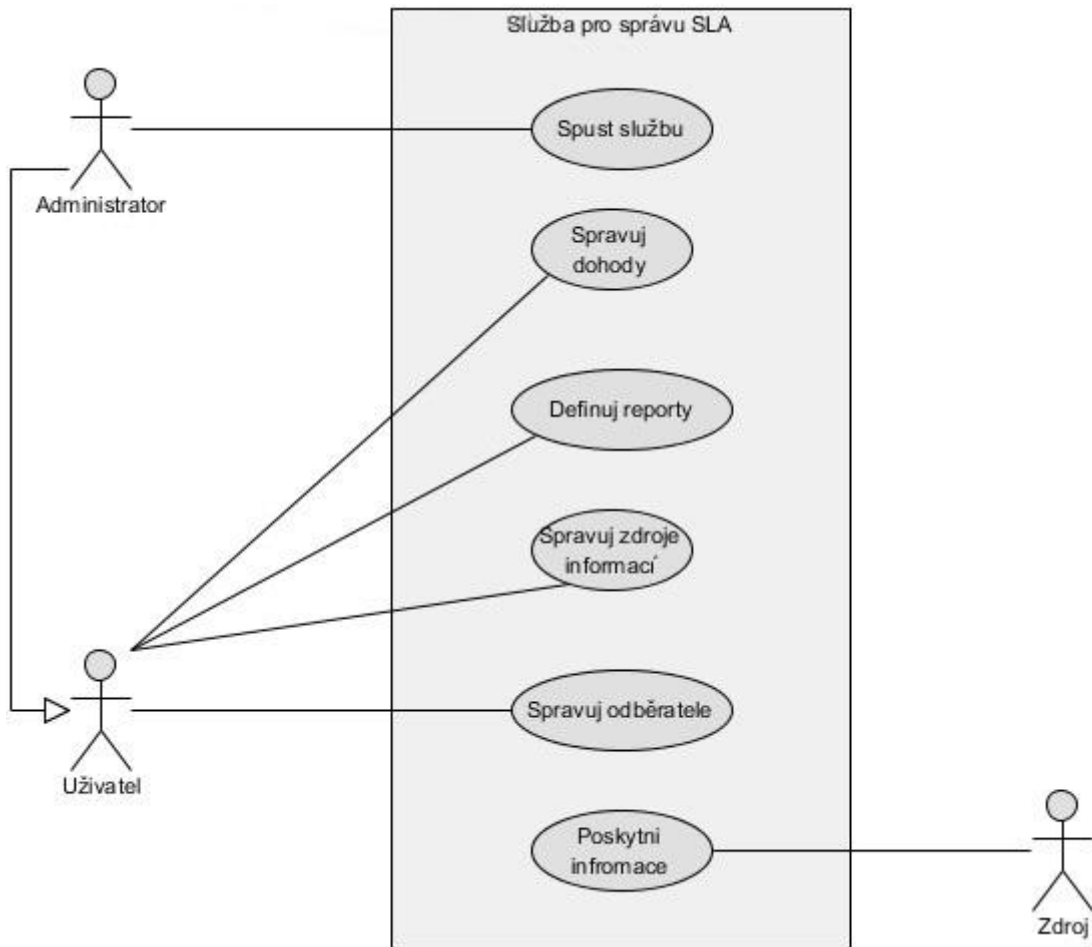 Služba pro správu SLA
Spust službu
Administrator
Spravuj
dohody
Definuj reporty
Spravuj zdroje
informací
Spravuj odběratele
Uživatel
Poskytni
infromace
Zdroj